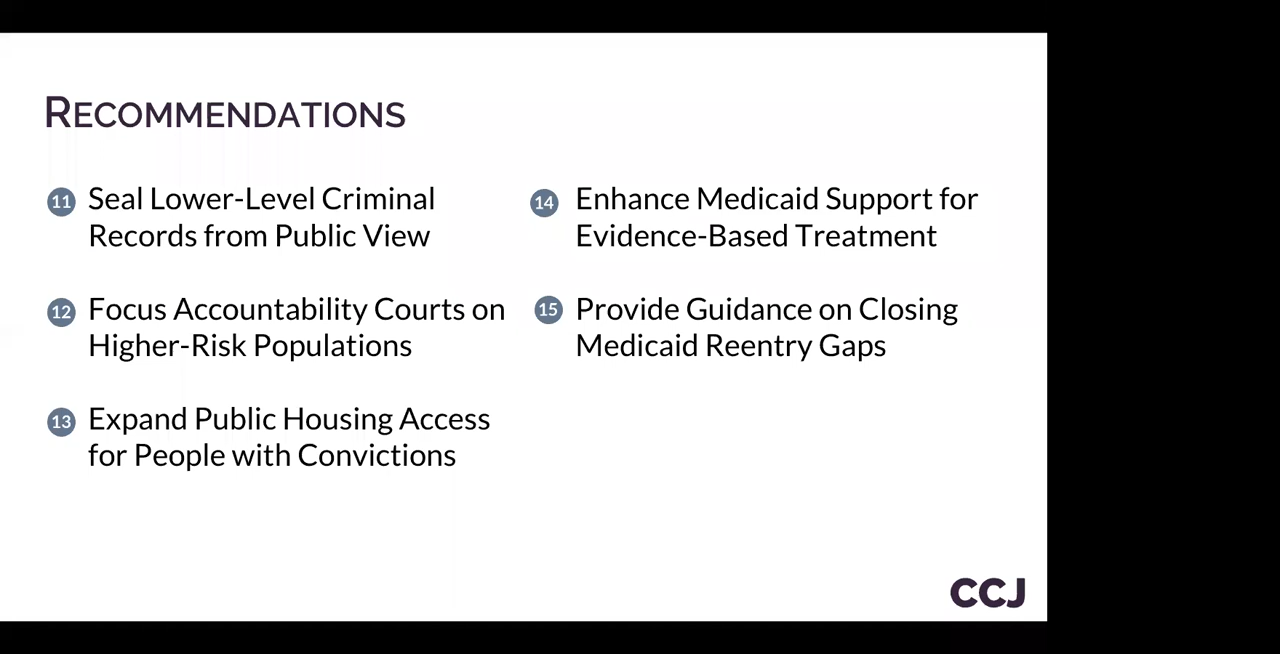 RECOMMENDATIONS
11 Seal Lower-Level Criminal
Records from Public View
12 Focus Accountability Courts on
Higher-Risk Populations
13 Expand Public Housing Access
for People with Convictions
14 Enhance Medicaid Support for
Evidence-Based Treatment
15 Provide Guidance on Closing
Medicaid Reentry Gaps
CCJ